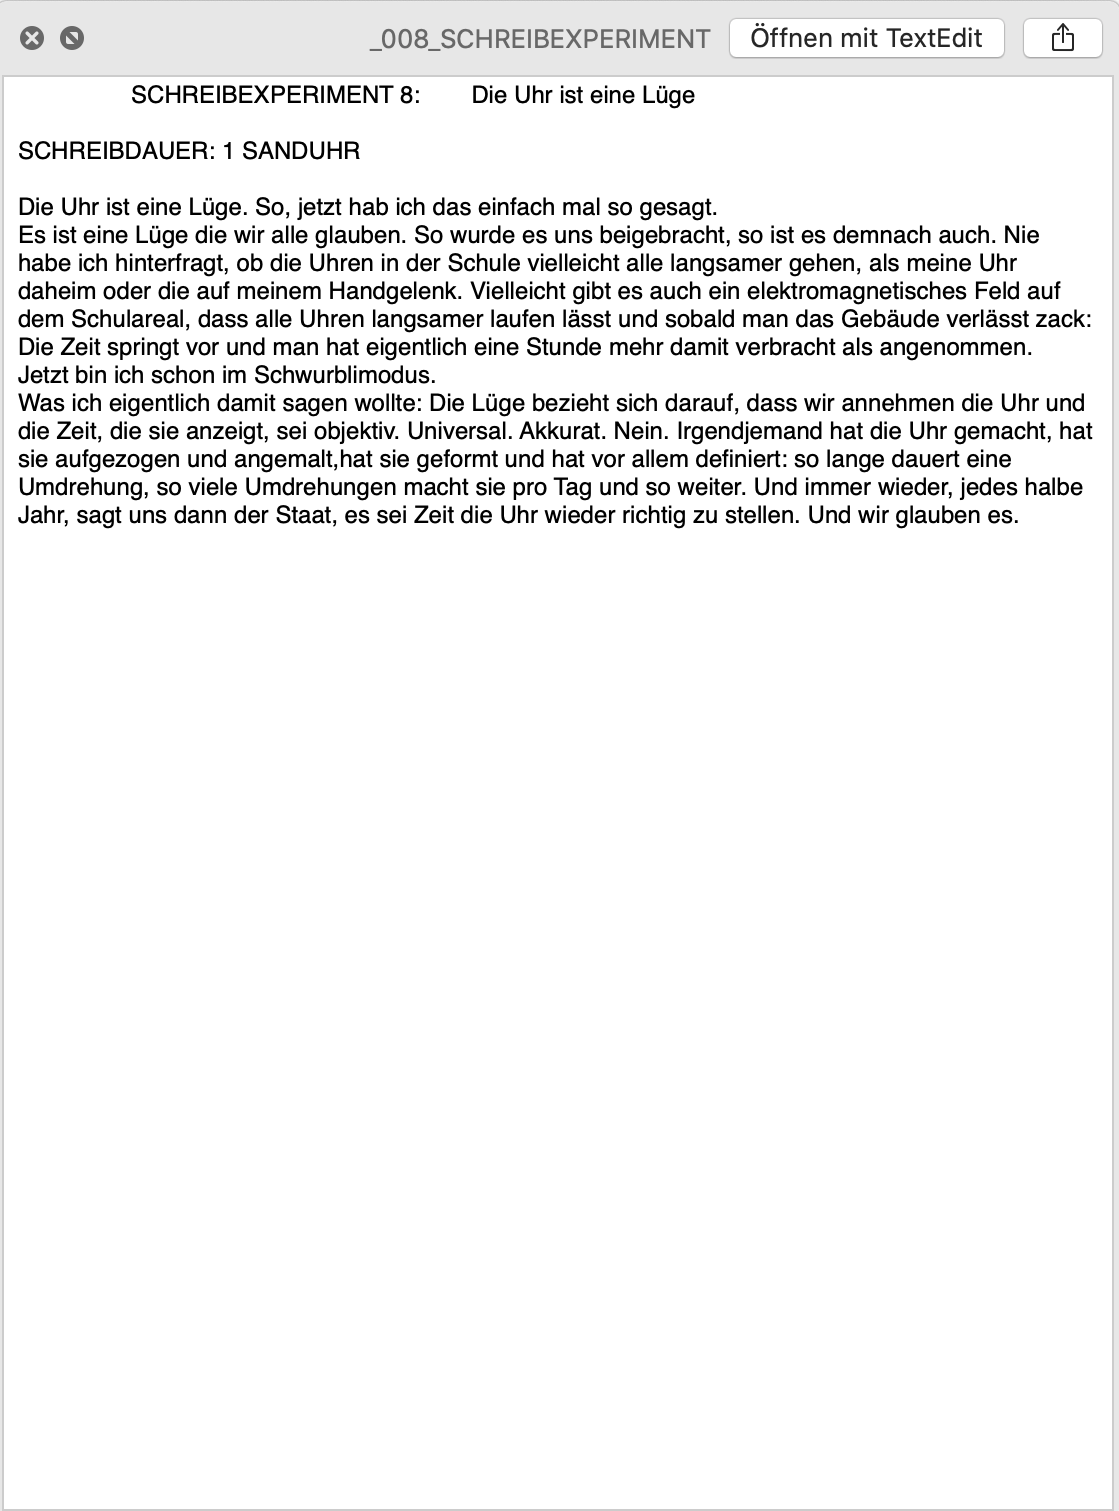 _008_SCHREIBEXPERIMENT Öffnen mit TextEdit
SCHREIBEXPERIMENT 8: Die Uhr ist eine Lüge
SCHREIBDAUER: 1 SANDUHR
Die Uhr ist eine Lüge. So, jetzt hab ich das einfach mal so gesagt.
Es ist eine Lüge die wir alle glauben. So wurde es uns beigebracht, so ist es demnach auch. Nie
habe ich hinterfragt, ob die Uhren in der Schule vielleicht alle langsamer gehen, als meine Uhr
daheim oder die auf meinem Handgelenk. Vielleicht gibt es auch ein elektromagnetisches Feld auf
dem Schulareal, dass alle Uhren langsamer laufen lässt und sobald man das Gebäude verlässt zack:
Die Zeit springt vor und man hat eigentlich eine Stunde mehr damit verbracht als angenommen.
Jetzt bin ich schon im Schwurblimodus.
Was ich eigentlich damit sagen wollte: Die Lüge bezieht sich darauf, dass wir annehmen die Uhr und
die Zeit, die sie anzeigt, sei objektiv. Universal. Akkurat. Nein. Irgendjemand hat die Uhr gemacht, hat
sie aufgezogen und angemalt,hat sie geformt und hat vor allem definiert: so lange dauert eine
Umdrehung, so viele Umdrehungen macht sie pro Tag und so weiter. Und immer wieder, jedes halbe
Jahr, sagt uns dann der Staat, es sei Zeit die Uhr wieder richtig zu stellen. Und wir glauben es.